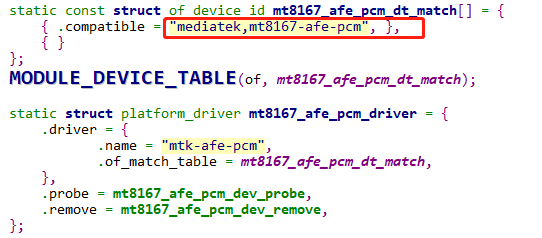 static const struct of_device_id mt8167_afe_pcm_dt_match[] = {
{ .compatible = "mediatek,mt8167-afe-pcm", },
{ }
};
MODULE_DEVICE_TABLE(of, mt8167_afe_pcm_dt_match);
static struct platform_driver mt8167_afe_pcm_driver = {
.driver = {
.name = "mtk-afe-pcm",
.of_match_table = mt8167_afe_pcm_dt_match,
},
.probe = mt8167_afe_pcm_dev_probe,
.remove = mt8167_afe_pcm_dev_remove,
};